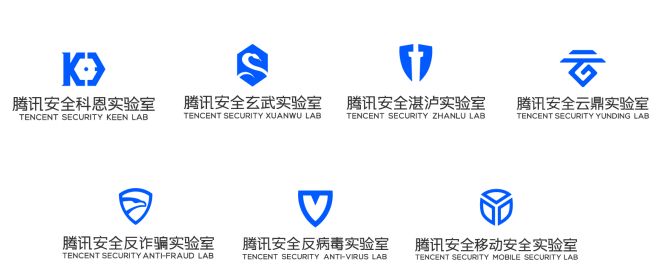 腾讯安全科恩实验室
TENCENT SECURITY KEEN LAB
腾讯安全玄武实验室
TENCENT SECURITY XUANWU LAB
腾讯安全湛泸实验室
TENCENT SECURITY ZHANLU LAB
腾讯安全云鼎实验室
TENCENT SECURITY YUNDING LAB
腾讯安全反诈骗实验室
TENCENT SECURITY ANTI-FRAUD LAB
腾讯安全反病毒实验室
TENCENT SECURITY ANTI-VIRUS LAB
腾讯安全移动安全实验室
TENCENT SECURITY MOBILE SECURITY LAB